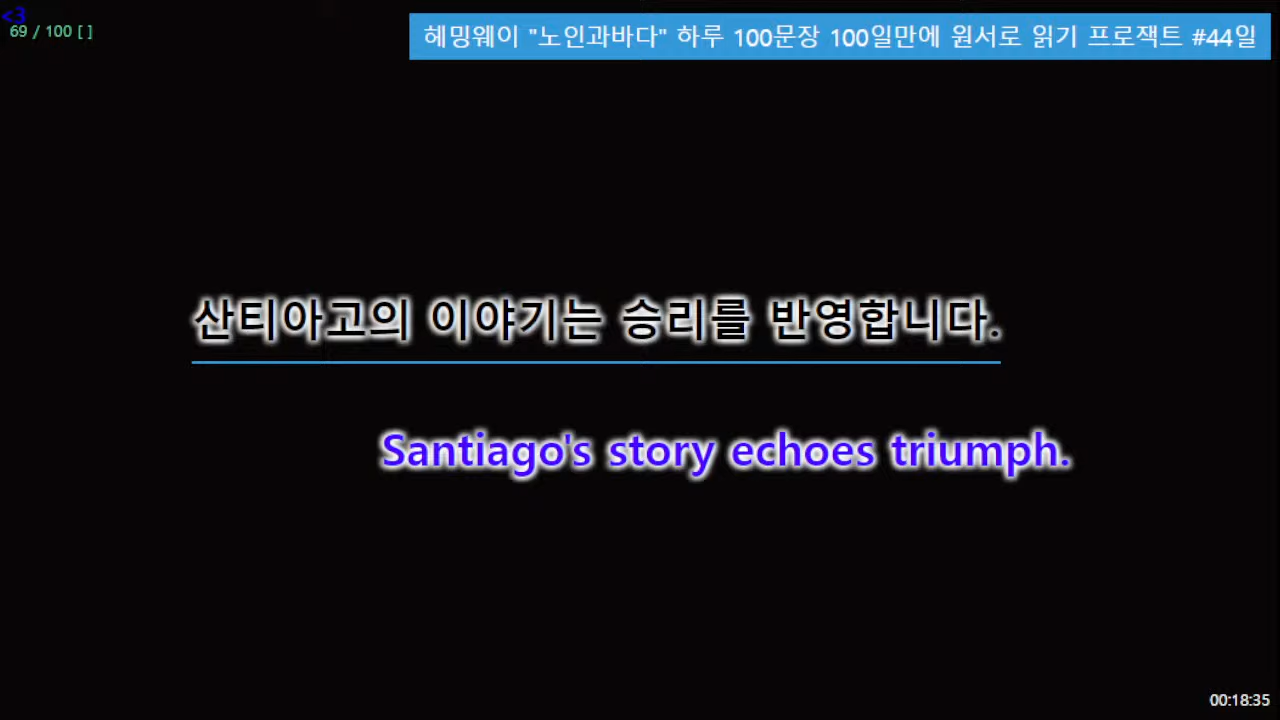 <3
69 / 100 [ ]
헤밍웨이 "노인과바다" 하루 100문장 100일만에 원서로 읽기 프로잭트 #44일
산티아고의 이야기는 승리를 반영합니다.
Santiago's story echoes triumph.
00:18:35